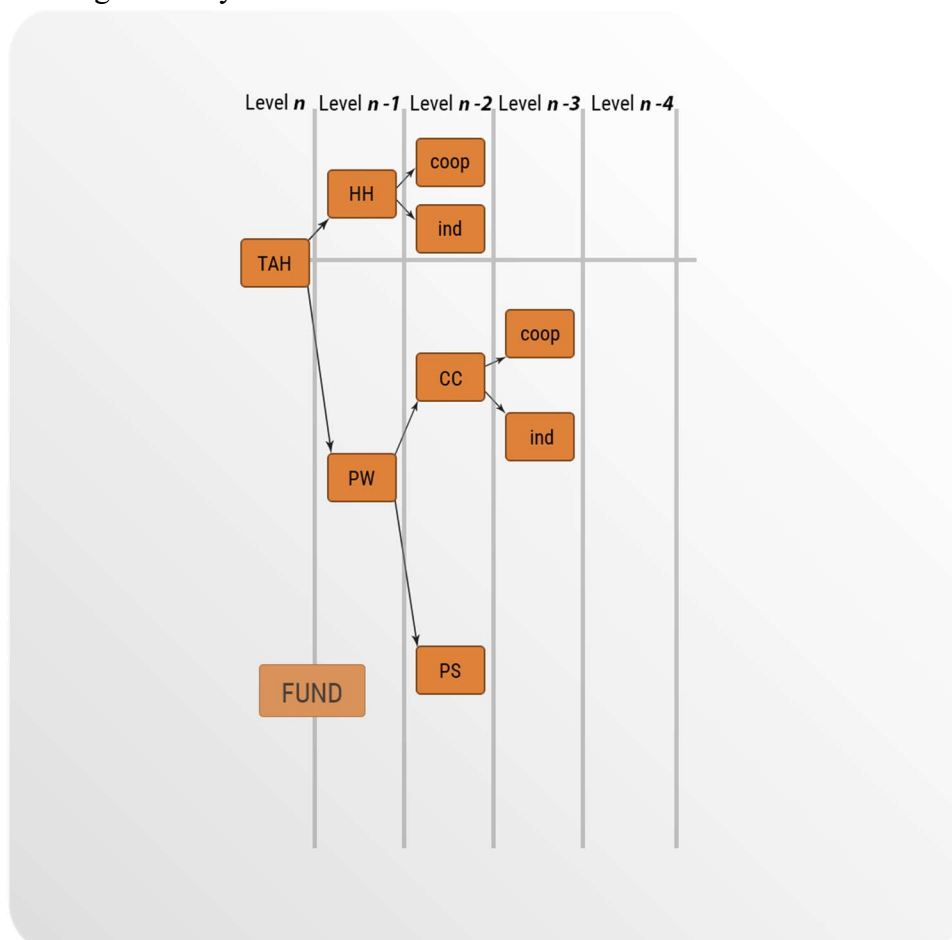 Level n Level n -1 Level n -2 Level n -3 Level n -4
coop
HH
ind
TAH
coop
CC
ind
PW
PS
FUND